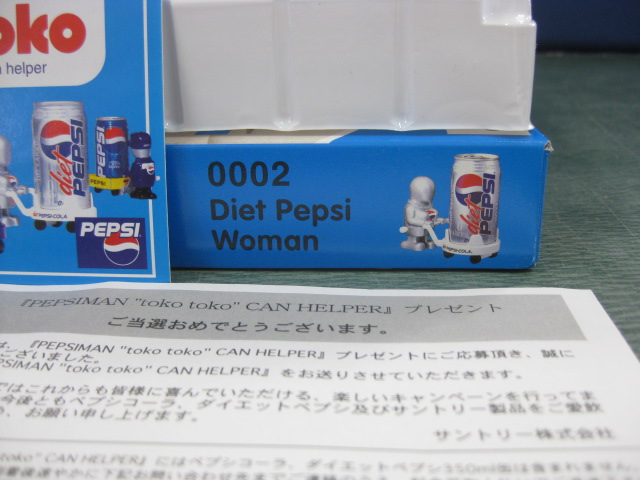 oko
helper
diet PEPSI
PEPSI
PEPSI
PEPSI-COLA
PEPSI
0002
Diet Pepsi
Woman
diet PEPSI
PEPSI-COLA
『PEPSIMAN "toko toko" CAN HELPER』プレゼント
ご当選おめでとうございます。
は、『PEPSIMAN "toko toko" CAN HELPER』プレゼントにご応募頂き、誠に
ございました。
PSIMAN "toko toko" CAN HELPER』をお送りさせていただきます。
ではこれからも皆様に喜んでいただける、楽しいキャンペーンを行ってま
今後ともペプシコーラ、ダイエットペプシ及びサントリー製品をご愛飲
、お願い申し上げます。
サントリー株式会社
oko toko" CAN HELPER』にはペプシコーラ、ダイエットペプシ350ml缶は含まれません。